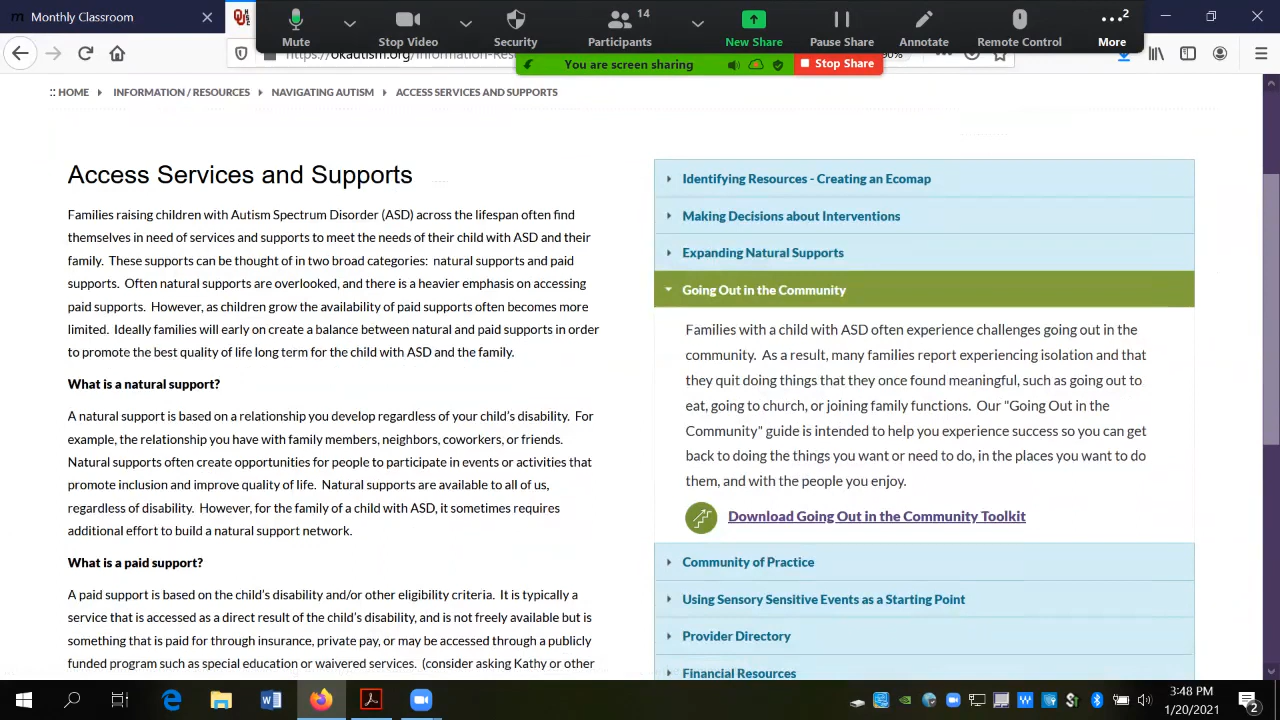 Monthly Classroom
14
2
Mute
Stop Video
Security
Participants
New Share
Pause Share
Annotate
Remote Control
More
You are screen sharing
Stop Share
:: HOME INFORMATION / RESOURCES NAVIGATING AUTISM ACCESS SERVICES AND SUPPORTS
Access Services and Supports
Families raising children with Autism Spectrum Disorder (ASD) across the lifespan often find
themselves in need of services and supports to meet the needs of their child with ASD and their
family. These supports can be thought of in two broad categories: natural supports and paid
supports. Often natural supports are overlooked, and there is a heavier emphasis on accessing
paid supports. However, as children grow the availability of paid supports often becomes more
limited. Ideally families will early on create a balance between natural and paid supports in order
to promote the best quality of life long term for the child with ASD and the family.
What is a natural support?
A natural support is based on a relationship you develop regardless of your child's disability. For
example, the relationship you have with family members, neighbors, coworkers, or friends.
Natural supports often create opportunities for people to participate in events or activities that
promote inclusion and improve quality of life. Natural supports are available to all of us,
regardless of disability. However, for the family of a child with ASD, it sometimes requires
additional effort to build a natural support network.
What is a paid support?
A paid support is based on the child's disability and/or other eligibility criteria. It is typically a
service that is accessed as a direct result of the child's disability, and is not freely available but is
something that is paid for through insurance, private pay, or may be accessed through a publicly
funded program such as special education or waivered services. (consider asking Kathy or other
Identifying Resources - Creating an Ecomap
Making Decisions about Interventions
Expanding Natural Supports
Going Out in the Community
Families with a child with ASD often experience challenges going out in the
community. As a result, many families report experiencing isolation and that
they quit doing things that they once found meaningful, such as going out to
eat, going to church, or joining family functions. Our "Going Out in the
Community" guide is intended to help you experience success so you can get
back to doing the things you want or need to do, in the places you want to do
them, and with the people you enjoy.
Download Going Out in the Community Toolkit
Community of Practice
Using Sensory Sensitive Events as a Starting Point
Provider Directory
Financial Resources
3:48 PM
1/20/2021
2